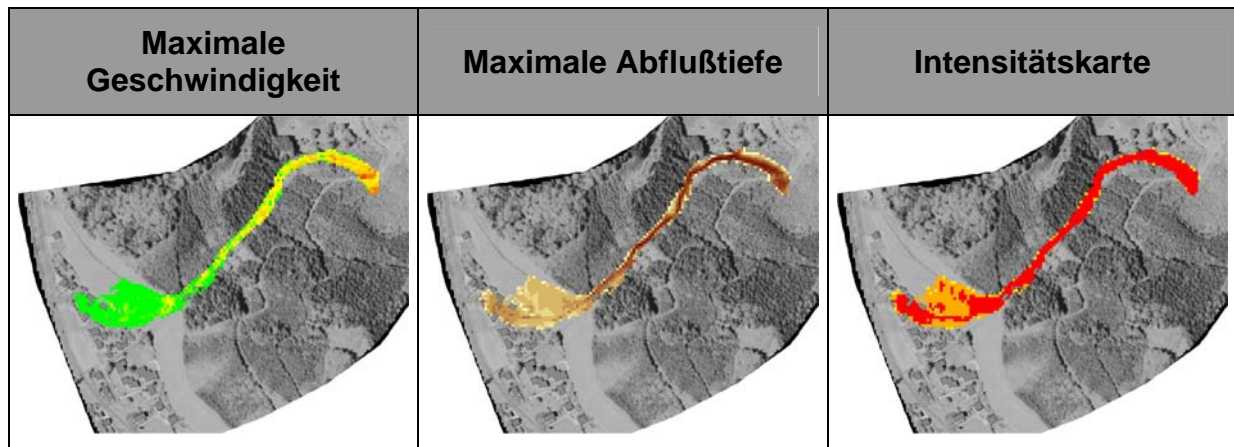 Maximale
Geschwindigkeit
Maximale Abflußtiefe
Intensitätskarte